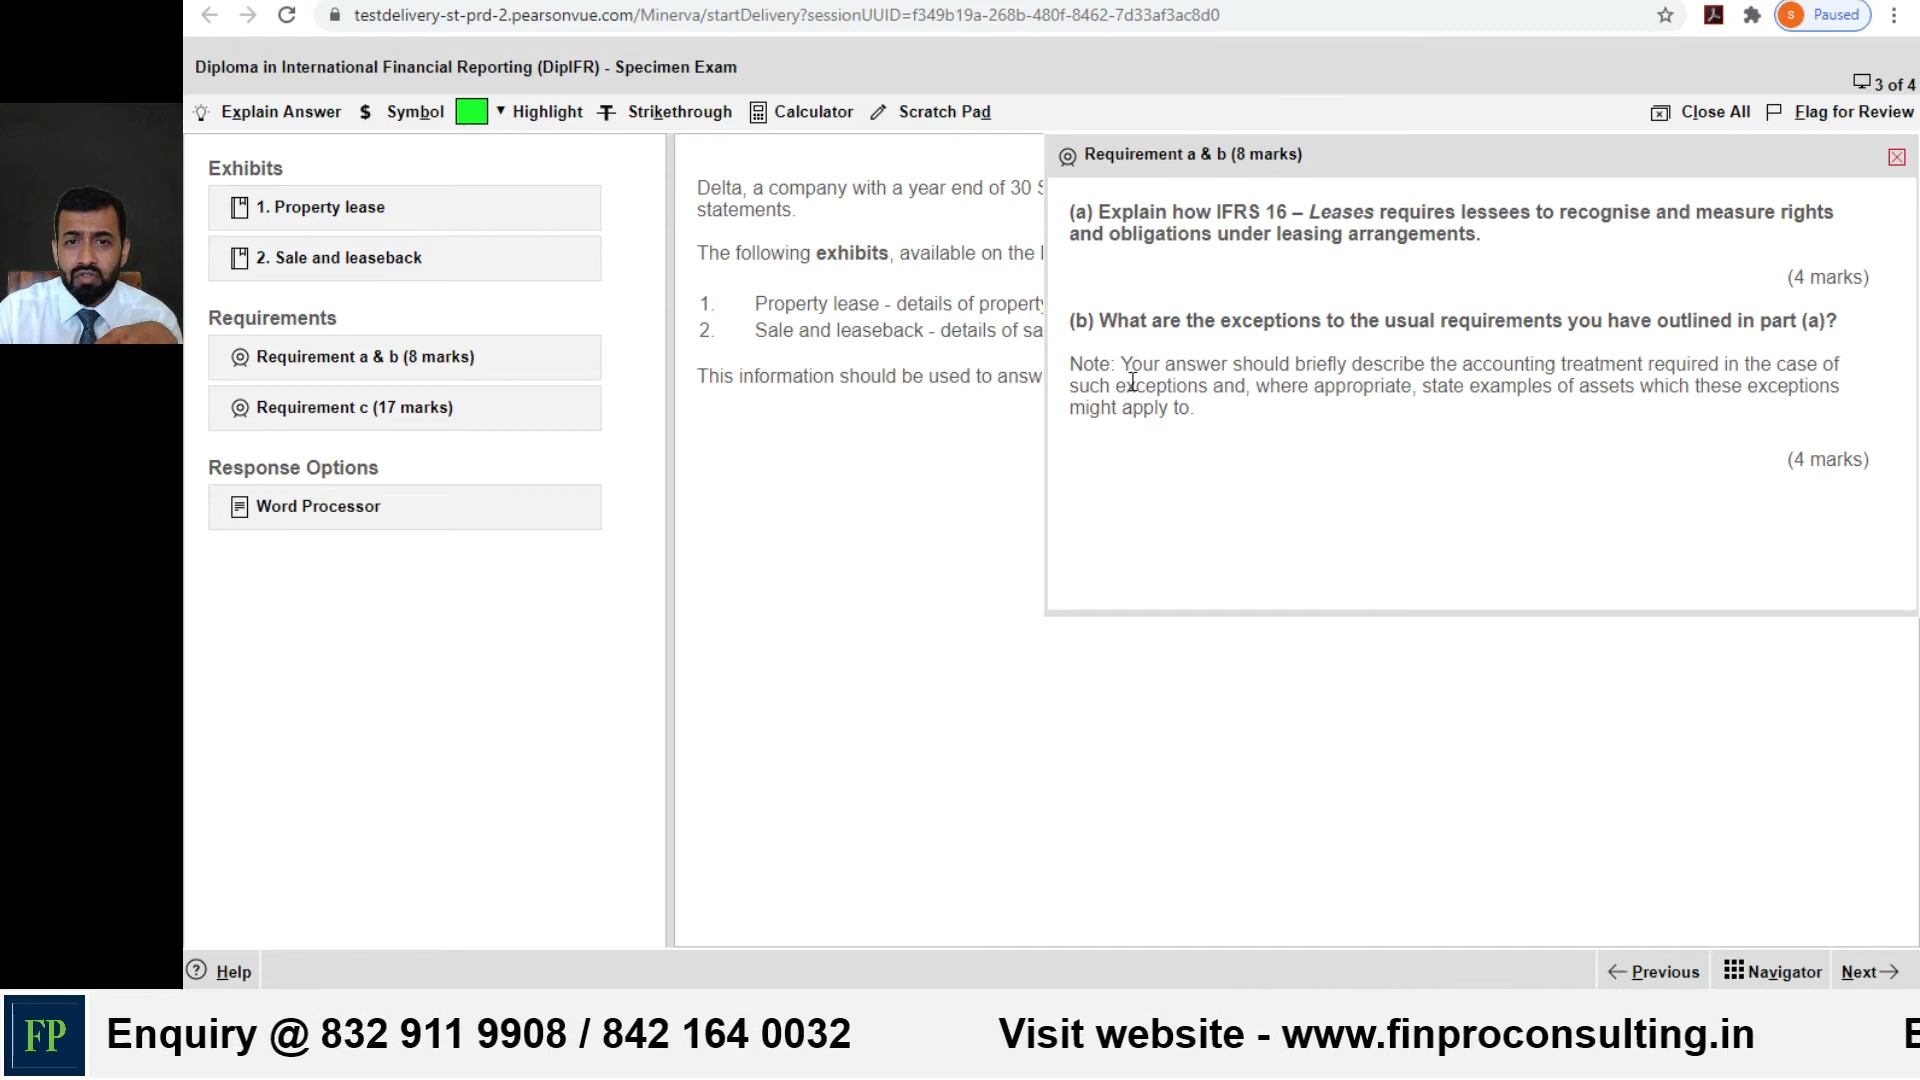 testdelivery-st-prd-2.pearsonvue.com/Minerva/startDelivery?sessionUUID=f349b19a-268b-480f-8462-7d33af3ac8d0
S
Paused
Diploma in International Financial Reporting (DipIFR) - Specimen Exam
3 of 4
Explain Answer $ Symbol Highlight Strikethrough Calculator Scratch Pad
Close All Flag for Review
Exhibits
1. Property lease
2. Sale and leaseback
Requirements
Requirement a & b (8 marks)
Requirement c (17 marks)
Response Options
Word Processor
Delta, a company with a year end of 30 S
statements.
The following exhibits, available on the
1. Property lease - details of property
2. Sale and leaseback - details of sa
This information should be used to answ
Requirement a & b (8 marks)
(a) Explain how IFRS 16 – Leases requires lessees to recognise and measure rights
and obligations under leasing arrangements.
(4 marks)
(b) What are the exceptions to the usual requirements you have outlined in part (a)?
Note: Your answer should briefly describe the accounting treatment required in the case of
such exceptions and, where appropriate, state examples of assets which these exceptions
might apply to.
(4 marks)
? Help
Previous Navigator Next
FP
Enquiry @ 832 911 9908 / 842 164 0032 Visit website - www.finproconsulting.in E